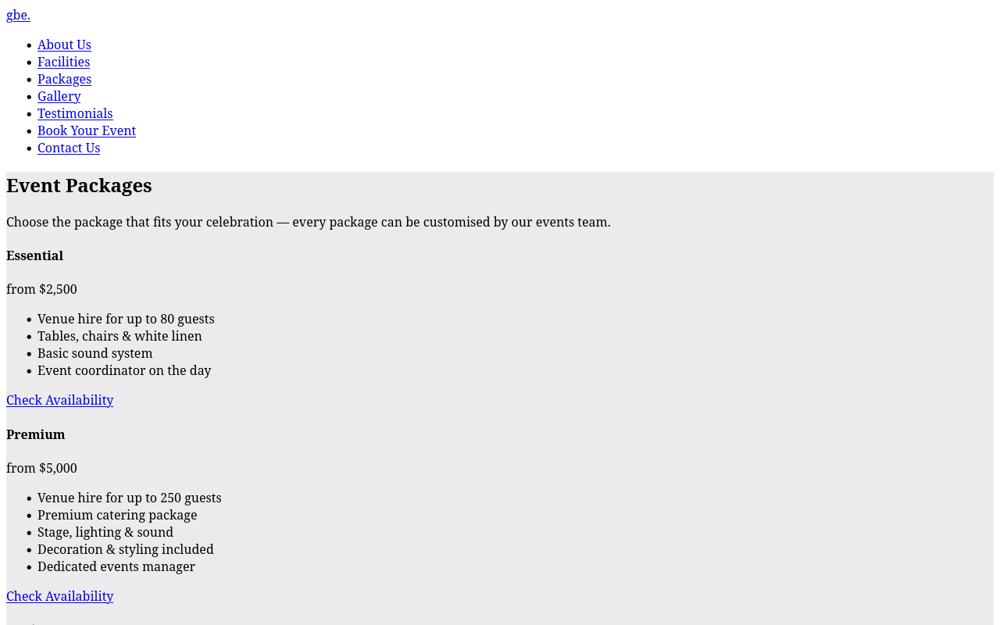 gbe.
About Us
Facilities
Packages
Gallery
Testimonials
Book Your Event
Contact Us
Event Packages
Choose the package that fits your celebration — every package can be customised by our events team.
Essential
from $2,500
Venue hire for up to 80 guests
Tables, chairs & white linen
Basic sound system
Event coordinator on the day
Check Availability
Premium
from $5,000
Venue hire for up to 250 guests
Premium catering package
Stage, lighting & sound
Decoration & styling included
Dedicated events manager
Check Availability